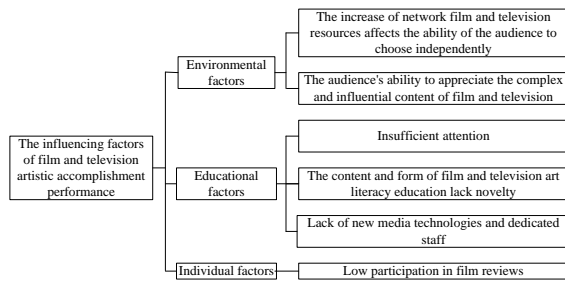 The increase of network film and television
resources affects the ability of the audience to
choose independently
Environmental
factors
The audience's ability to appreciate the complex
and influential content of film and television
The influencing factors
of film and television
artistic accomplishment
performance
Insufficient attention
Educational
factors
The content and form of film and television art
literacy education lack novelty
Lack of new media technologies and dedicated
staff
Individual factors
Low participation in film reviews